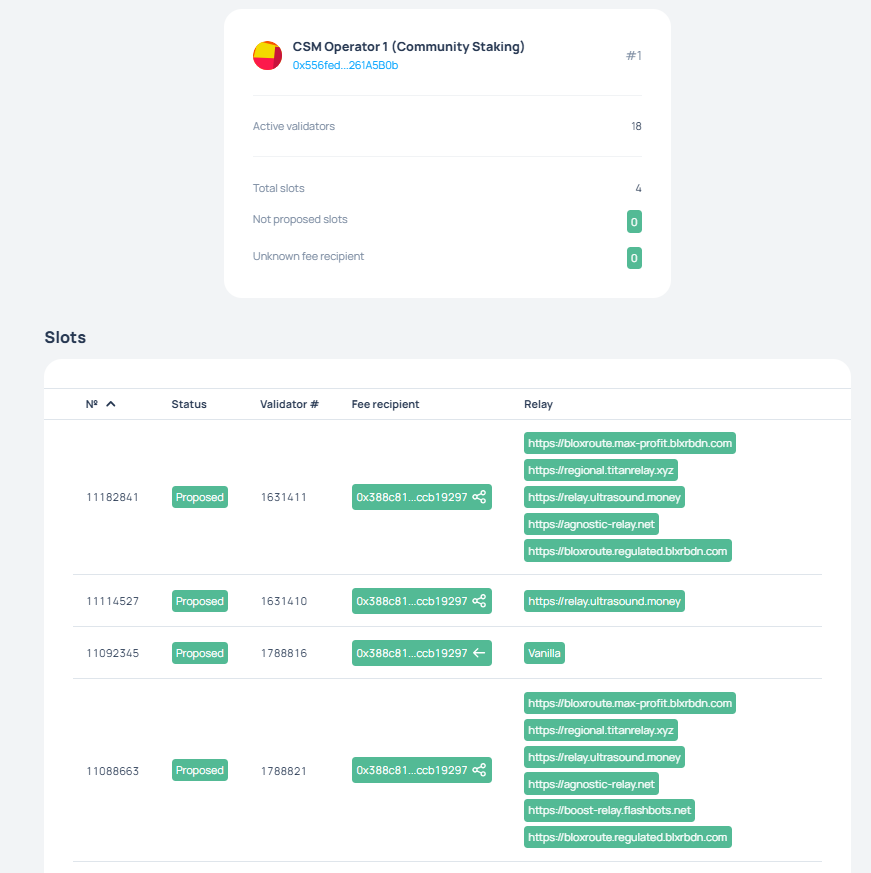 CSM Operator 1 (Community Staking) #1
0x556fed...261A5B0b
Active validators 18
Total slots 4
Not proposed slots 0
Unknown fee recipient 0
Slots
№ Status Validator # Fee recipient Relay
11182841 Proposed 1631411 0x388c81...ccb19297
https://bloxroute.max-profit.blxrbdn.com
https://regional.titanrelay.xyz
https://relay.ultrasound.money
https://agnostic-relay.net
https://bloxroute.regulated.blxrbdn.com
11114527 Proposed 1631410 0x388c81...ccb19297 https://relay.ultrasound.money
11092345 Proposed 1788816 0x388c81...ccb19297 Vanilla
11088663 Proposed 1788821 0x388c81...ccb19297
https://bloxroute.max-profit.blxrbdn.com
https://regional.titanrelay.xyz
https://relay.ultrasound.money
https://agnostic-relay.net
https://boost-relay.flashbots.net
https://bloxroute.regulated.blxrbdn.com